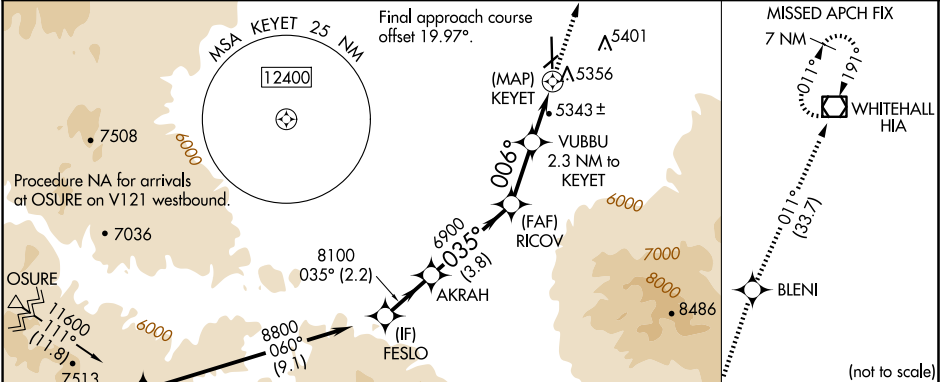 MSA KEYET 25 NM
12400
Final approach course
offset 19.97°.
5401
5356
(MAP)
KEYET
5343 ±
VUBBU
2.3 NM to
KEYET
006°
(FAF)
RICOV
6000
7508
6000
Procedure NA for arrivals
at OSURE on V121 westbound.
7036
6900
035°
(3.8)
8100
035° (2.2)
AKRAH
7000
8000
8486
OSURE
11600
111°
(11.8)
7513
6000
8800
060°
(9.1)
(IF)
FESLO
MISSED APCH FIX
7 NM
011°
191°
WHITEHALL
HIA
011°
(33.7)
BLENI
(not to scale)